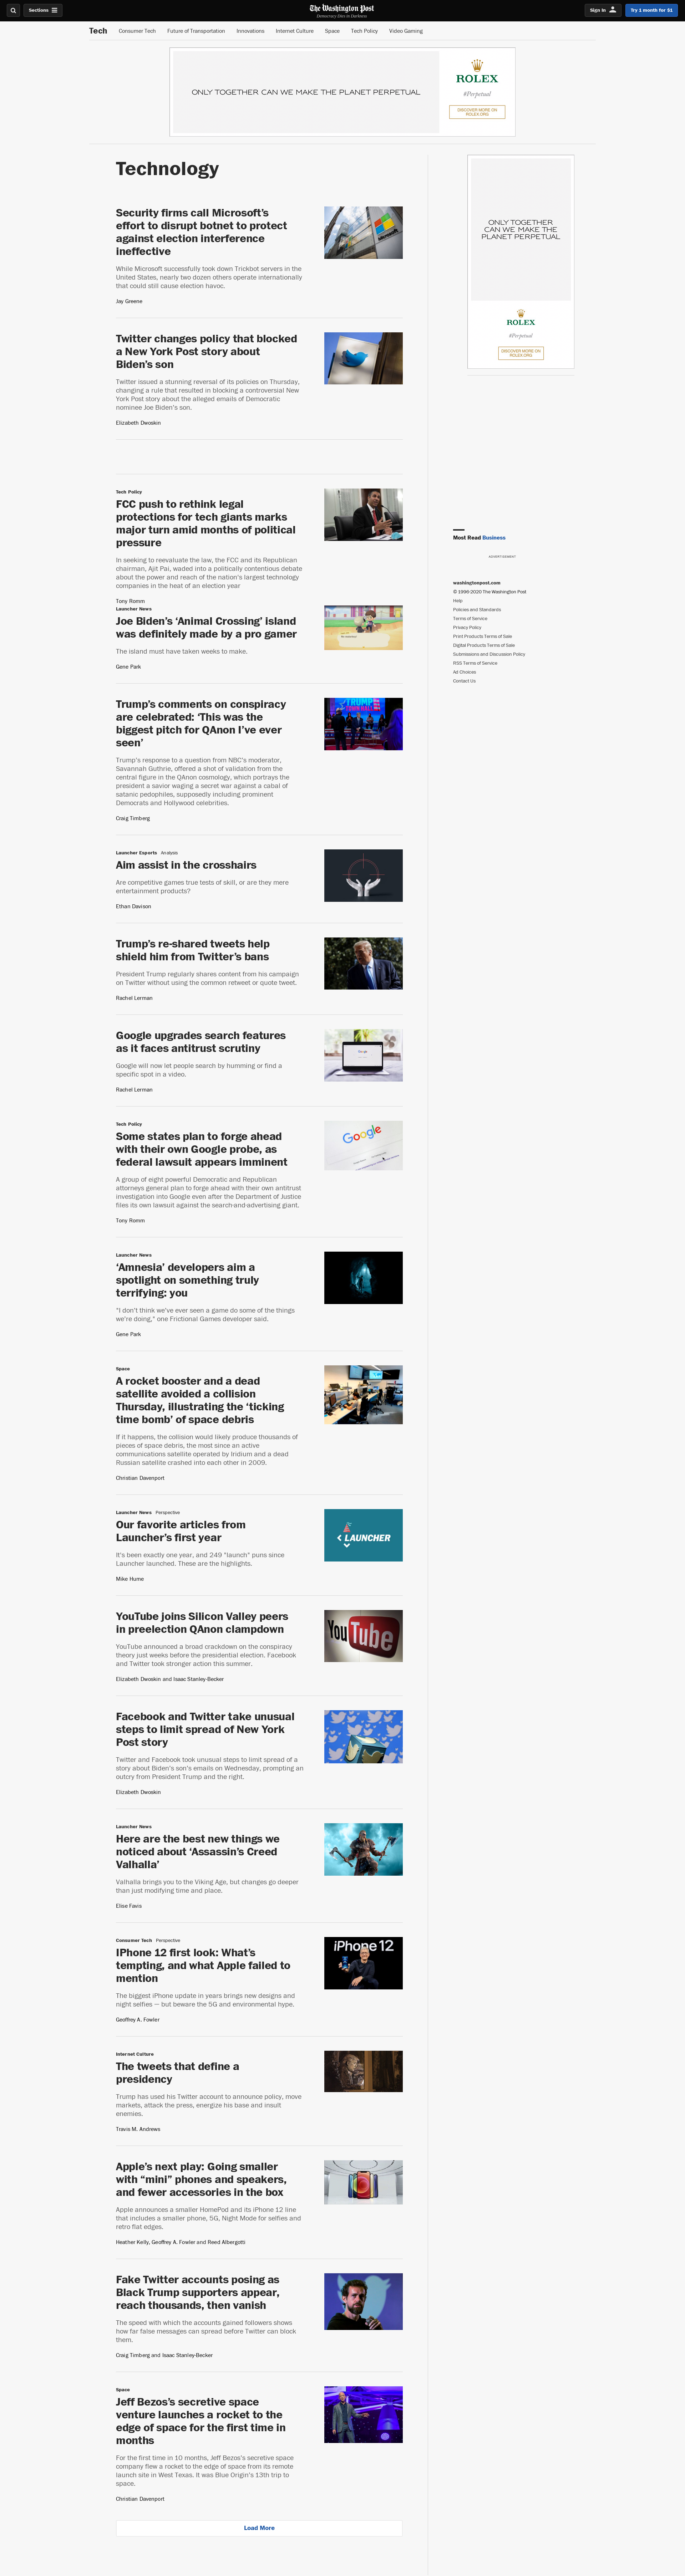 Sections
The Washington Post
Democracy Dies in Darkness
Sign In
Try 1 month for $1
Tech
Consumer Tech
Future of Transportation
Innovations
Internet Culture
Space
Tech Policy
Video Gaming
ONLY TOGETHER CAN WE MAKE THE PLANET PERPETUAL
ROLEX
#Perpetual
DISCOVER MORE ON
ROLEX.ORG
Technology
Security firms call Microsoft's
effort to disrupt botnet to protect
against election interference
ineffective
While Microsoft successfully took down Trickbot servers in the
United States, nearly two dozen others operate internationally
that could still cause election havoc.
Jay Greene
Microsoft
Twitter changes policy that blocked
a New York Post story about
Biden's son
Twitter issued a stunning reversal of its policies on Thursday,
changing a rule that resulted in blocking a controversial New
York Post story about the alleged emails of Democratic
nominee Joe Biden's son.
Elizabeth Dwoskin
Tech Policy
FCC push to rethink legal
protections for tech giants marks
major turn amid months of political
pressure
In seeking to reevaluate the law, the FCC and its Republican
chairman, Ajit Pai, waded into a politically contentious debate
about the power and reach of the nation's largest technology
companies in the heat of an election year
Tony Romm
Launcher News
Joe Biden's 'Animal Crossing' island
was definitely made by a pro gamer
The island must have taken weeks to make.
Gene Park
Trump's comments on conspiracy
are celebrated: 'This was the
biggest pitch for QAnon I've ever
seen'
Trump's response to a question from NBC's moderator,
Savannah Guthrie, offered a shot of validation from the
central figure in the QAnon cosmology, which portrays the
president a savior waging a secret war against a cabal of
satanic pedophiles, supposedly including prominent
Democrats and Hollywood celebrities.
Craig Timberg
TRUMP
Launcher Esports Analysis
Aim assist in the crosshairs
Are competitive games true tests of skill, or are they mere
entertainment products?
Ethan Davison
Trump's re-shared tweets help
shield him from Twitter's bans
President Trump regularly shares content from his campaign
on Twitter without using the common retweet or quote tweet.
Rachel Lerman
Google upgrades search features
as it faces antitrust scrutiny
Google will now let people search by humming or find a
specific spot in a video.
Rachel Lerman
Google
Tech Policy
Some states plan to forge ahead
with their own Google probe, as
federal lawsuit appears imminent
A group of eight powerful Democratic and Republican
attorneys general plan to forge ahead with their own antitrust
investigation into Google even after the Department of Justice
files its own lawsuit against the search-and-advertising giant.
Tony Romm
Google
Launcher News
'Amnesia' developers aim a
spotlight on something truly
terrifying: you
"I don't think we've ever seen a game do some of the things
we're doing," one Frictional Games developer said.
Gene Park
Space
A rocket booster and a dead
satellite avoided a collision
Thursday, illustrating the 'ticking
time bomb' of space debris
If it happens, the collision would likely produce thousands of
pieces of space debris, the most since an active
communications satellite operated by Iridium and a dead
Russian satellite crashed into each other in 2009.
Christian Davenport
Launcher News Perspective
Our favorite articles from
Launcher's first year
It's been exactly one year, and 249 "launch" puns since
Launcher launched. These are the highlights.
Mike Hume
LAUNCHER
YouTube joins Silicon Valley peers
in preelection QAnon clampdown
YouTube announced a broad crackdown on the conspiracy
theory just weeks before the presidential election. Facebook
and Twitter took stronger action this summer.
Elizabeth Dwoskin and Isaac Stanley-Becker
YouTube
Facebook and Twitter take unusual
steps to limit spread of New York
Post story
Twitter and Facebook took unusual steps to limit spread of a
story about Biden's son's emails on Wednesday, prompting an
outcry from President Trump and the right.
Elizabeth Dwoskin
Launcher News
Here are the best new things we
noticed about 'Assassin's Creed
Valhalla'
Valhalla brings you to the Viking Age, but changes go deeper
than just modifying time and place.
Elise Favis
Consumer Tech Perspective
IPhone 12 first look: What's
tempting, and what Apple failed to
mention
The biggest iPhone update in years brings new designs and
night selfies — but beware the 5G and environmental hype.
Geoffrey A. Fowler
iPhone 12
Internet Culture
The tweets that define a
presidency
Trump has used his Twitter account to announce policy, move
markets, attack the press, energize his base and insult
enemies.
Travis M. Andrews
Apple's next play: Going smaller
with "mini" phones and speakers,
and fewer accessories in the box
Apple announces a smaller HomePod and its iPhone 12 line
that includes a smaller phone, 5G, Night Mode for selfies and
retro flat edges.
Heather Kelly, Geoffrey A. Fowler and Reed Albergotti
Fake Twitter accounts posing as
Black Trump supporters appear,
reach thousands, then vanish
The speed with which the accounts gained followers shows
how far false messages can spread before Twitter can block
them.
Craig Timberg and Isaac Stanley-Becker
Space
Jeff Bezos's secretive space
venture launches a rocket to the
edge of space for the first time in
months
For the first time in 10 months, Jeff Bezos's secretive space
company flew a rocket to the edge of space from its remote
launch site in West Texas. It was Blue Origin's 13th trip to
space.
Christian Davenport
Load More
ONLY TOGETHER
CAN WE MAKE THE
PLANET PERPETUAL
ROLEX
#Perpetual
DISCOVER MORE ON
ROLEX.ORG
Most Read Business
ADVERTISEMENT
washingtonpost.com
© 1996-2020 The Washington Post
Help
Policies and Standards
Terms of Service
Privacy Policy
Print Products Terms of Sale
Digital Products Terms of Sale
Submissions and Discussion Policy
RSS Terms of Service
Ad Choices
Contact Us